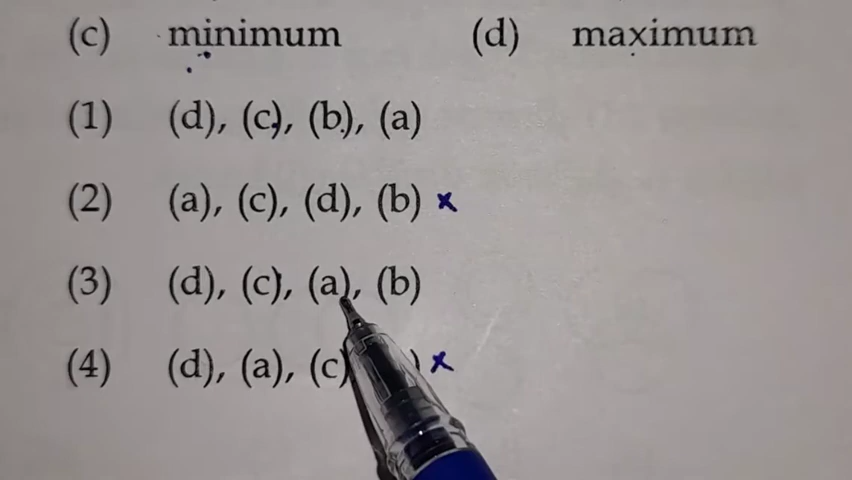 (c) minimum (d) maximum
(1) (d), (c), (b), (a)
(2) (a), (c), (d), (b) x
(3) (d), (c), (a), (b)
(4) (d), (a), (c) ) x